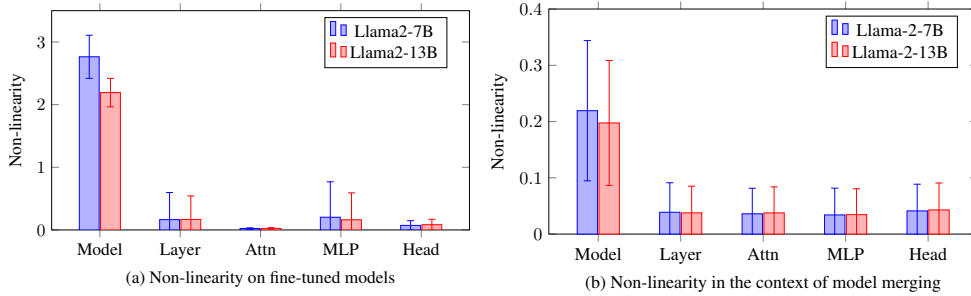 3
2
1
0
Non-linearity
Llama2-7B
Llama2-13B
Model Layer Attn MLP Head
(a) Non-linearity on fine-tuned models
0.4
0.3
0.2
0.1
0
Non-linearity
Llama-2-7B
Llama-2-13B
Model Layer Attn MLP Head
(b) Non-linearity in the context of model merging